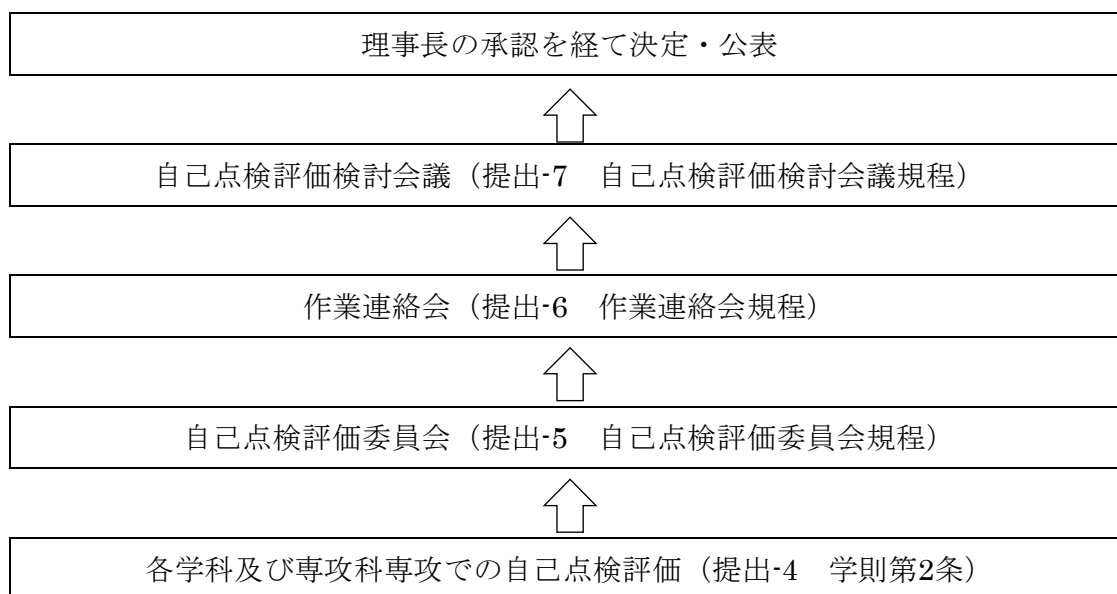 理事長の承認を経て決定・公表
自己点検評価検討会議（提出-7　自己点検評価検討会議規程）
作業連絡会（提出-6　作業連絡会規程）
自己点検評価委員会（提出-5　自己点検評価委員会規程）
各学科及び専攻科専攻での自己点検評価（提出-4　学則第2条）